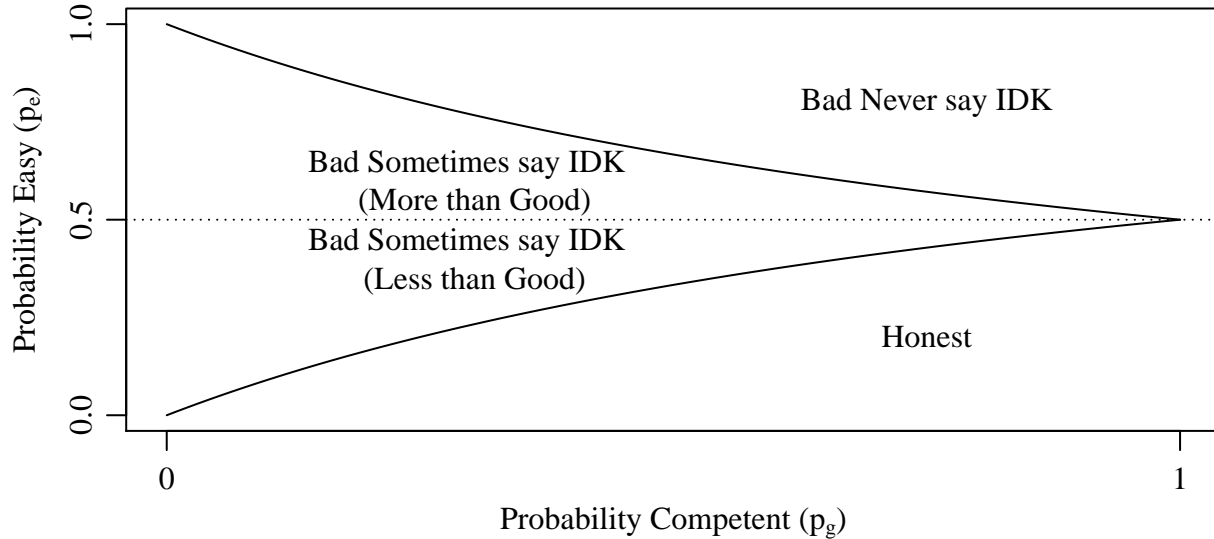 1.0
Bad Never say IDK
Bad Sometimes say IDK
(More than Good)
0.5
Bad Sometimes say IDK
(Less than Good)
Honest
0.0
Probability Easy (pₑ)
0
1
Probability Competent (p_g)